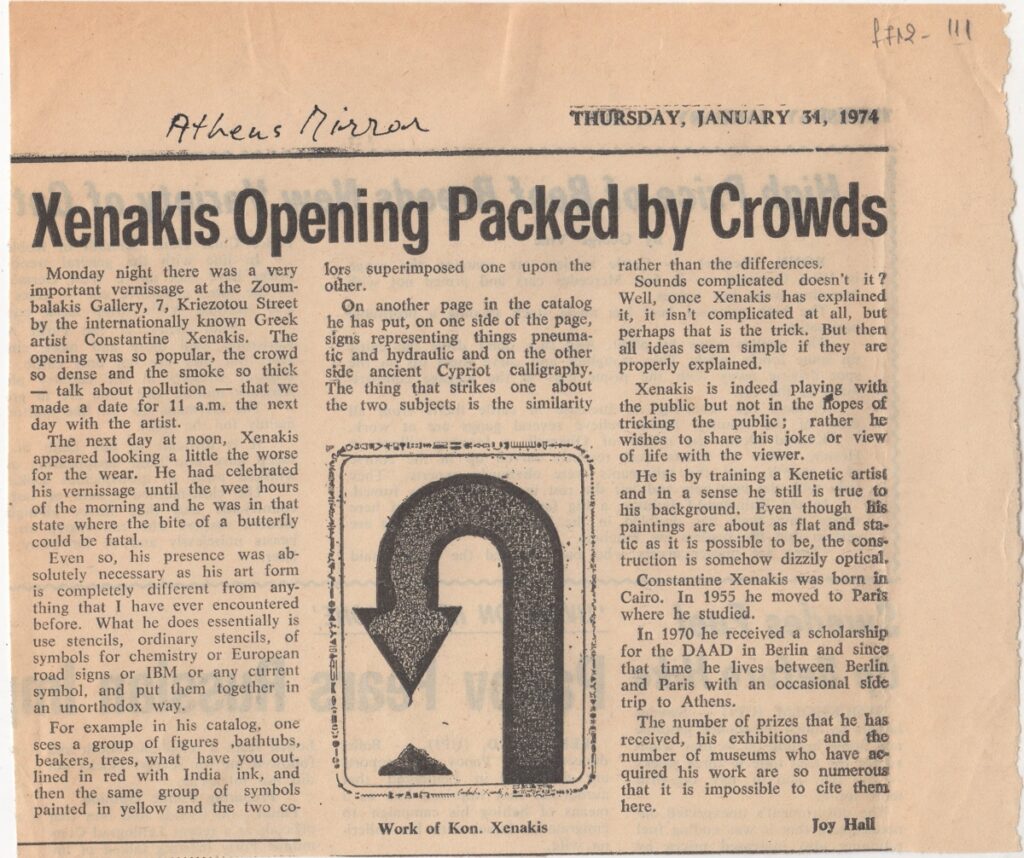 Athens Mirror
THURSDAY, JANUARY 31, 1974
Xenakis Opening Packed by Crowds
Monday night there was a very
important vernissage at the Zoum-
balakis Gallery, 7, Kriezotou Street
by the internationally known Greek
artist Constantine Xenakis. The
opening was so popular, the crowd
so dense and the smoke so thick
— talk about pollution — that we
made a date for 11 a.m. the next
day with the artist.
The next day at noon, Xenakis
appeared looking a little the worse
for the wear. He had celebrated
his vernissage until the wee hours
of the morning and he was in that
state where the bite of a butterfly
could be fatal.
Even so, his presence was ab-
solutely necessary as his art form
is completely different from any-
thing that I have ever encountered
before. What he does essentially is
use stencils, ordinary stencils, of
symbols for chemistry or European
road signs or IBM or any current
symbol, and put them together in
an unorthodox way.
For example in his catalog, one
sees a group of figures ,bathtubs,
beakers, trees, what have you out-
lined in red with India ink, and
then the same group of symbols
painted in yellow and the two co-
lors superimposed one upon the
other.
On another page in the catalog
he has put, on one side of the page,
signs representing things pneuma-
tic and hydraulic and on the other
side ancient Cypriot calligraphy.
The thing that strikes one about
the two subjects is the similarity
Work of Kon. Xenakis
rather than the differences.
Sounds complicated doesn't it?
Well, once Xenakis has explained
it, it isn't complicated at all, but
perhaps that is the trick. But then
all ideas seem simple if they are
properly explained.
Xenakis is indeed playing with
the public but not in the hopes of
tricking the public; rather he
wishes to share his joke or view
of life with the viewer.
He is by training a Kenetic artist
and in a sense he still is true to
his background. Even though his
paintings are about as flat and sta-
tic as it is possible to be, the cons-
truction is somehow dizzily optical.
Constantine Xenakis was born in
Cairo. In 1955 he moved to Paris
where he studied.
In 1970 he received a scholarship
for the DAAD in Berlin and since
that time he lives between Berlin
and Paris with an occasional side
trip to Athens.
The number of prizes that he has
received, his exhibitions and the
number of museums who have ac-
quired his work are so numerous
that it is impossible to cite them
here.
Joy Hall